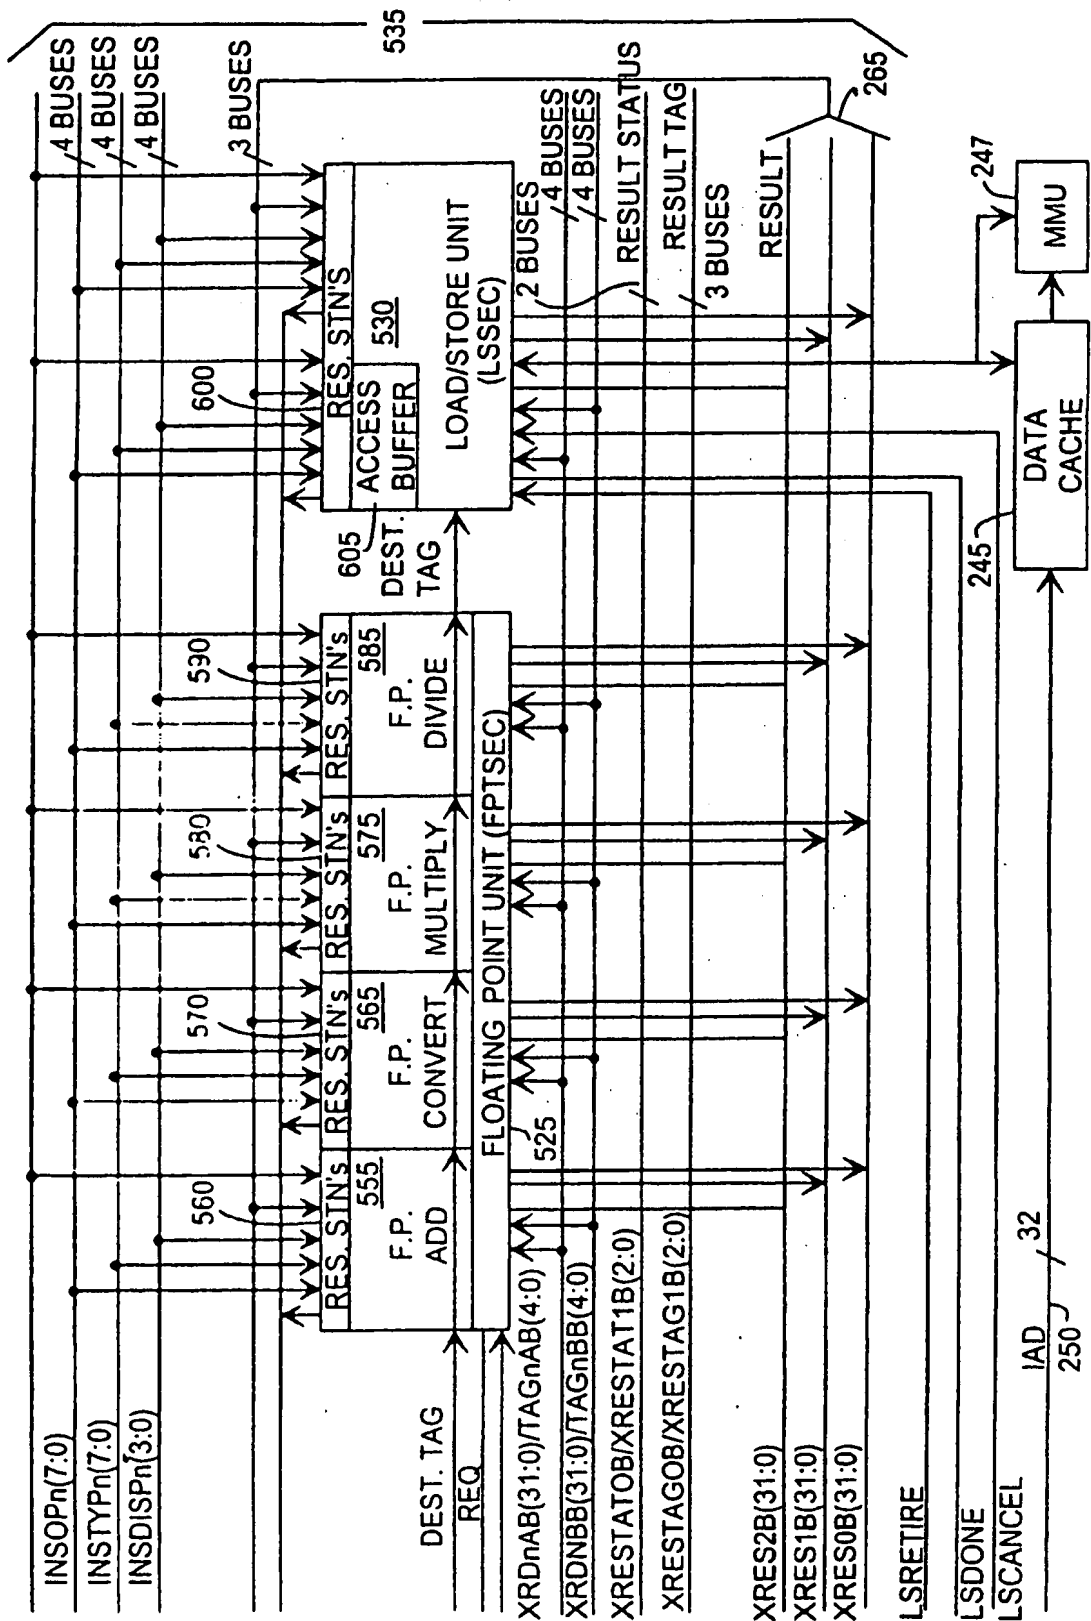 535
4 BUSES
4 BUSES
4 BUSES
3 BUSES
INSOPn(7:0)
INSTYPn(7:0)
INSDISPn(3:0)
560
570
580
590
600
RES. STN's
RES. STN's
RES. STN's
RES. STN's
RES. STN'S
555
F.P.
ADD
565
F.P.
CONVERT
575
F.P.
MULTIPLY
585
F.P.
DIVIDE
605
DEST.
TAG
ACCESS
BUFFER
530
LOAD/STORE UNIT
(LSSEC)
FLOATING POINT UNIT (FPTSEC)
525
DEST. TAG
REQ
XRDnAB(31:0)/TAGnAB(4:0)
XRDNBB(31:0)/TAGnBB(4:0)
XRESTAT0B/XRESTAT1B(2:0)
XRESTAG0B/XRESTAG1B(2:0)
2 BUSES
4 BUSES
4 BUSES
RESULT STATUS
RESULT TAG
3 BUSES
RESULT
265
XRES2B(31:0)
XRES1B(31:0)
XRES0B(31:0)
LSRETIRE
LSDONE
LSCANCEL
IAD
32
250
245
DATA
CACHE
247
MMU